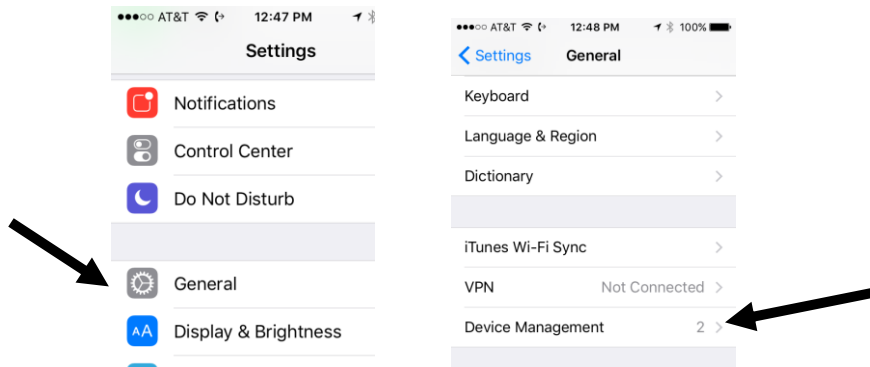 ●●●○○ AT&T 12:47 PM
Settings
Notifications
Control Center
Do Not Disturb
General
AA Display & Brightness
●●●○○ AT&T 12:48 PM 100%
Settings General
Keyboard
Language & Region
Dictionary
iTunes Wi-Fi Sync
VPN Not Connected
Device Management 2